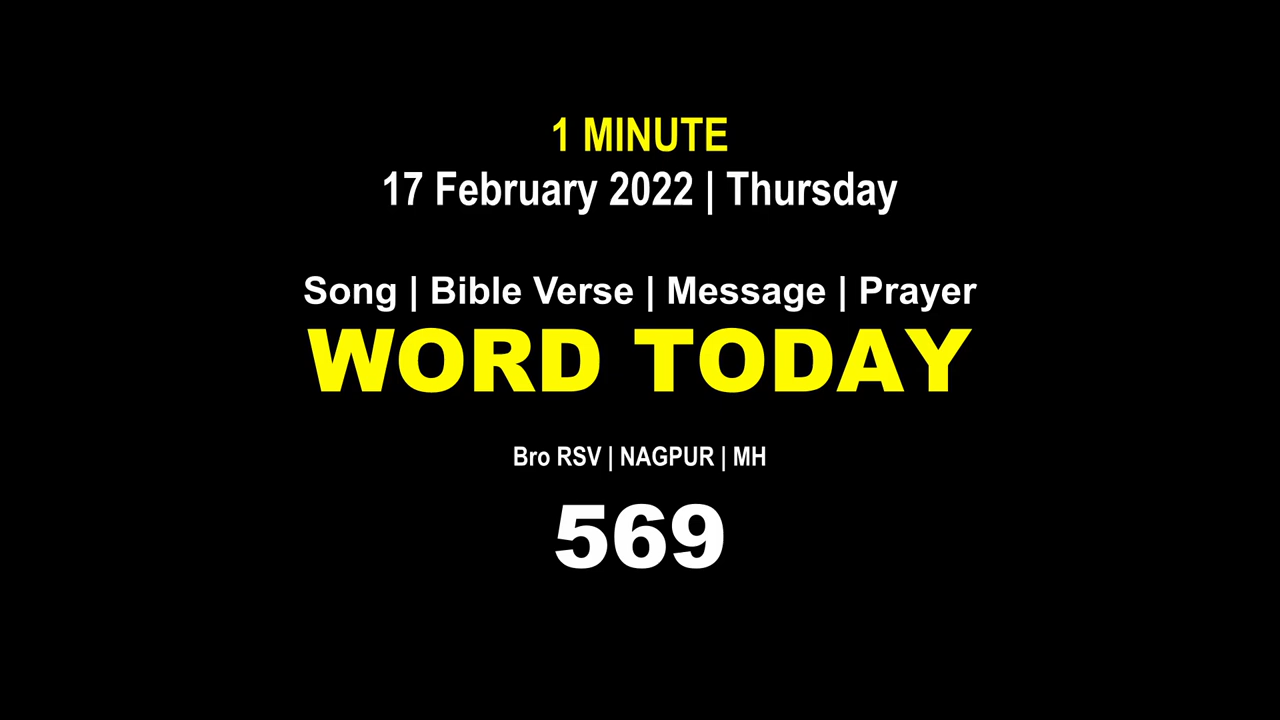 1 MINUTE
17 February 2022 | Thursday
Song | Bible Verse | Message | Prayer
WORD TODAY
Bro RSV | NAGPUR | MH
569